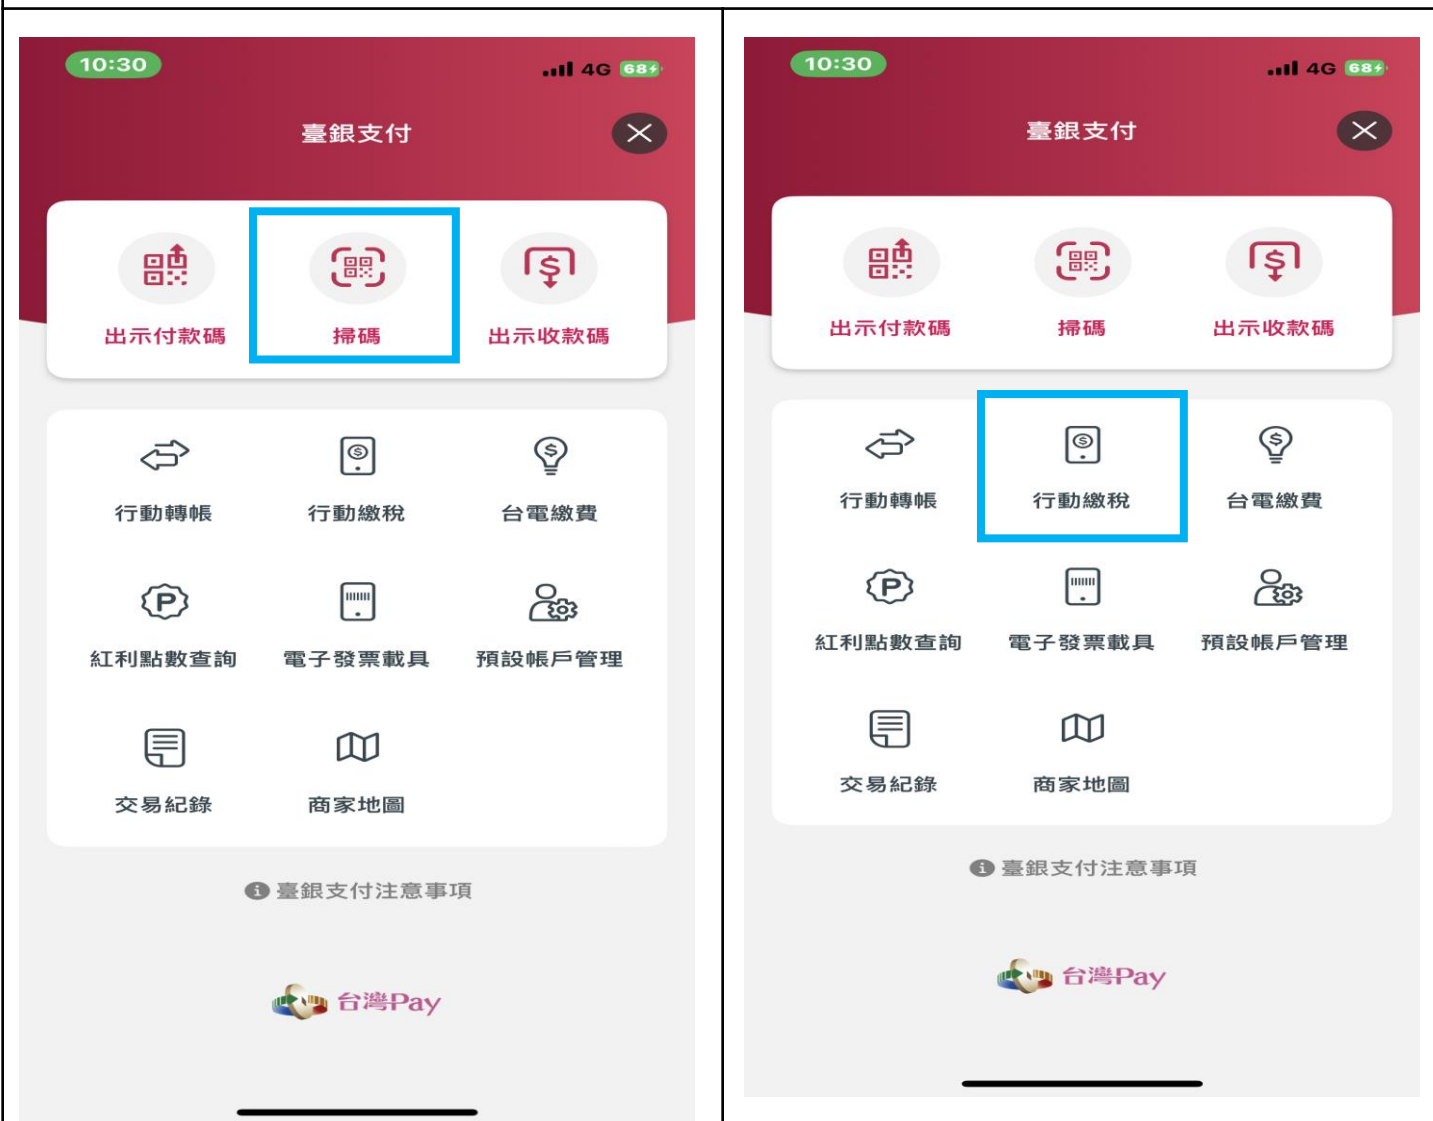 10:30
4G 68
臺銀支付
出示付款碼 掃碼 出示收款碼
行動轉帳 行動繳稅 台電繳費
紅利點數查詢 電子發票載具 預設帳戶管理
交易紀錄 商家地圖
臺銀支付注意事項
台灣Pay
10:30
4G 68
臺銀支付
出示付款碼 掃碼 出示收款碼
行動轉帳 行動繳稅 台電繳費
紅利點數查詢 電子發票載具 預設帳戶管理
交易紀錄 商家地圖
臺銀支付注意事項
台灣Pay